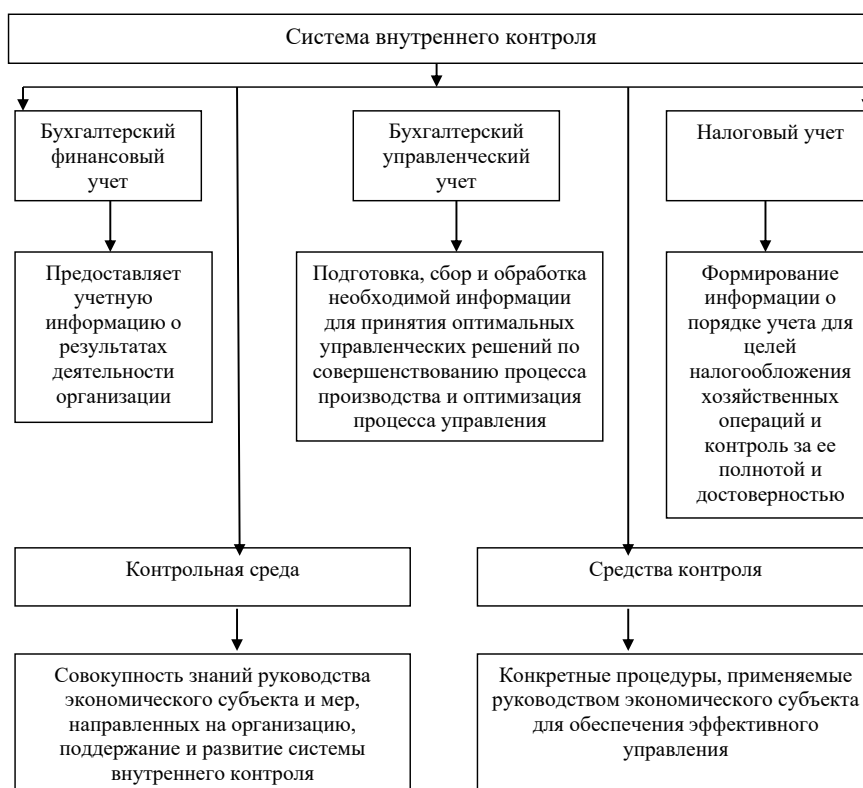 Система внутреннего контроля
Бухгалтерский
финансовый
учет
Бухгалтерский
управленческий
учет
Налоговый учет
Предоставляет
учетную
информацию о
результатах
деятельности
организации
Подготовка, сбор и обработка
необходимой информации
для принятия оптимальных
управленческих решений по
совершенствованию процесса
производства и оптимизация
процесса управления
Формирование
информации о
порядке учета для
целей
налогообложения
хозяйственных
операций и
контроль за ее
полнотой и
достоверностью
Контрольная среда
Средства контроля
Совокупность знаний руководства
экономического субъекта и мер,
направленных на организацию,
поддержание и развитие системы
внутреннего контроля
Конкретные процедуры, применяемые
руководством экономического субъекта
для обеспечения эффективного
управления